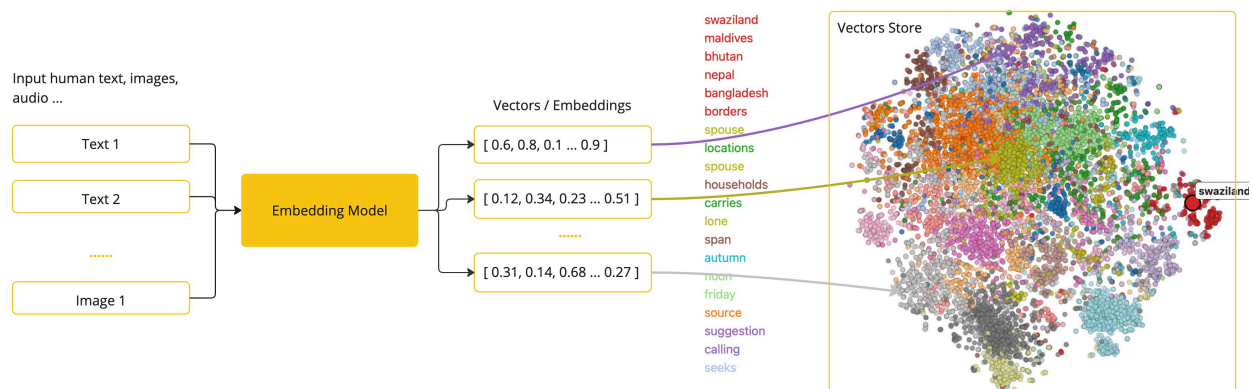 Input human text, images,
audio ...
Text 1
Text 2
......
Image 1
Embedding Model
Vectors / Embeddings
[ 0.6, 0.8, 0.1 ... 0.9 ]
[ 0.12, 0.34, 0.23 ... 0.51 ]
......
[ 0.31, 0.14, 0.68 ... 0.27 ]
swaziland
maldives
bhutan
nepal
bangladesh
borders
spouse
locations
spouse
households
carries
lone
span
autumn
noon
friday
source
suggestion
calling
seeks
Vectors Store
swaziland